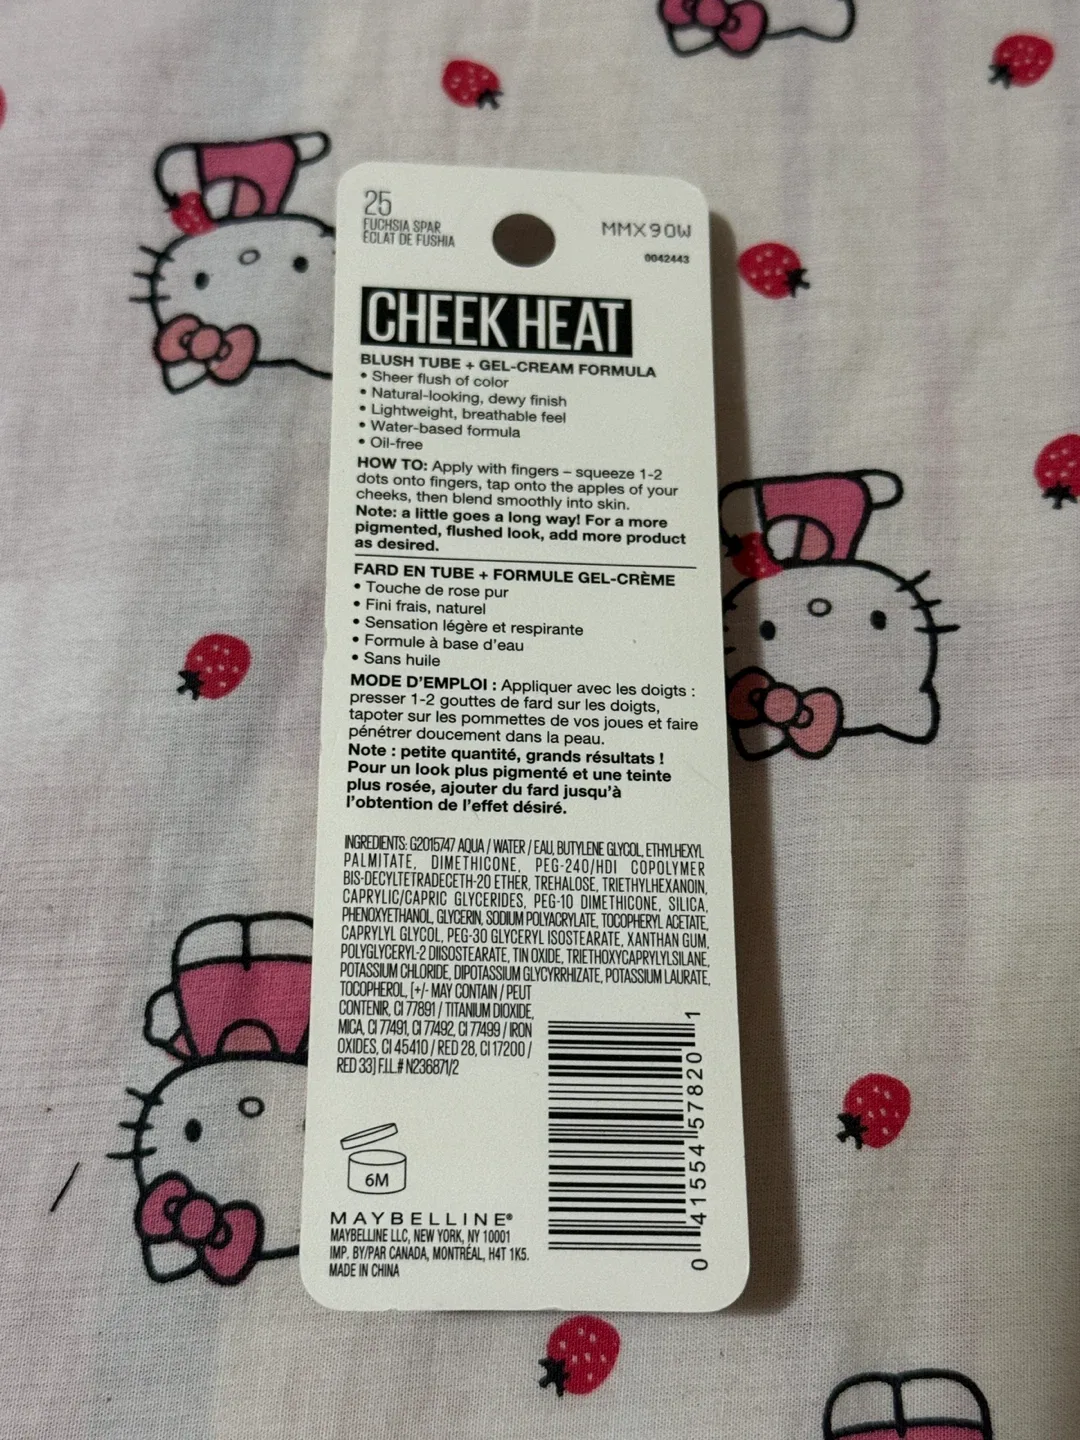 25
FUCHSIA SPAR
ÉCLAT DE FUSHIA
MMX90W
0042443
CHEEK HEAT
BLUSH TUBE + GEL-CREAM FORMULA
• Sheer flush of color
• Natural-looking, dewy finish
• Lightweight, breathable feel
• Water-based formula
• Oil-free
HOW TO: Apply with fingers – squeeze 1-2
dots onto fingers, tap onto the apples of your
cheeks, then blend smoothly into skin.
Note: a little goes a long way! For a more
pigmented, flushed look, add more product
as desired.
FARD EN TUBE + FORMULE GEL-CRÈME
• Touche de rose pur
• Fini frais, naturel
• Sensation légère et respirante
• Formule à base d'eau
• Sans huile
MODE D'EMPLOI : Appliquer avec les doigts :
presser 1-2 gouttes de fard sur les doigts,
tapoter sur les pommettes de vos joues et faire
pénétrer doucement dans la peau.
Note : petite quantité, grands résultats !
Pour un look plus pigmenté et une teinte
plus rosée, ajouter du fard jusqu'à
l'obtention de l'effet désiré.
INGREDIENTS: G2015747 AQUA / WATER / EAU, BUTYLENE GLYCOL, ETHYLHEXYL
PALMITATE, DIMETHICONE, PEG-240/HDI COPOLYMER
BIS-DECYLTETRADECETH-20 ETHER, TREHALOSE, TRIETHYLHEXANOIN,
CAPRYLIC/CAPRIC GLYCERIDES, PEG-10 DIMETHICONE, SILICA,
PHENOXYETHANOL, GLYCERIN, SODIUM POLYACRYLATE, TOCOPHERYL ACETATE,
CAPRYLYL GLYCOL, PEG-30 GLYCERYL ISOSTEARATE, XANTHAN GUM,
POLYGLYCERYL-2 DIISOSTEARATE, TIN OXIDE, TRIETHOXYCAPRYLYLSILANE,
POTASSIUM CHLORIDE, DIPOTASSIUM GLYCYRRHIZATE, POTASSIUM LAURATE,
TOCOPHEROL, [+/- MAY CONTAIN / PEUT
CONTENIR, CI 77891 / TITANIUM DIOXIDE,
MICA, CI 77491, CI 77492, CI 77499 / IRON
OXIDES, CI 45410 / RED 28, CI 17200 /
RED 33] F.I.L.# N236871/2
6M
MAYBELLINE®
MAYBELLINE LLC, NEW YORK, NY 10001
IMP. BY/PAR CANADA, MONTRÉAL, H4T 1K5.
MADE IN CHINA
0 41554 57820 1